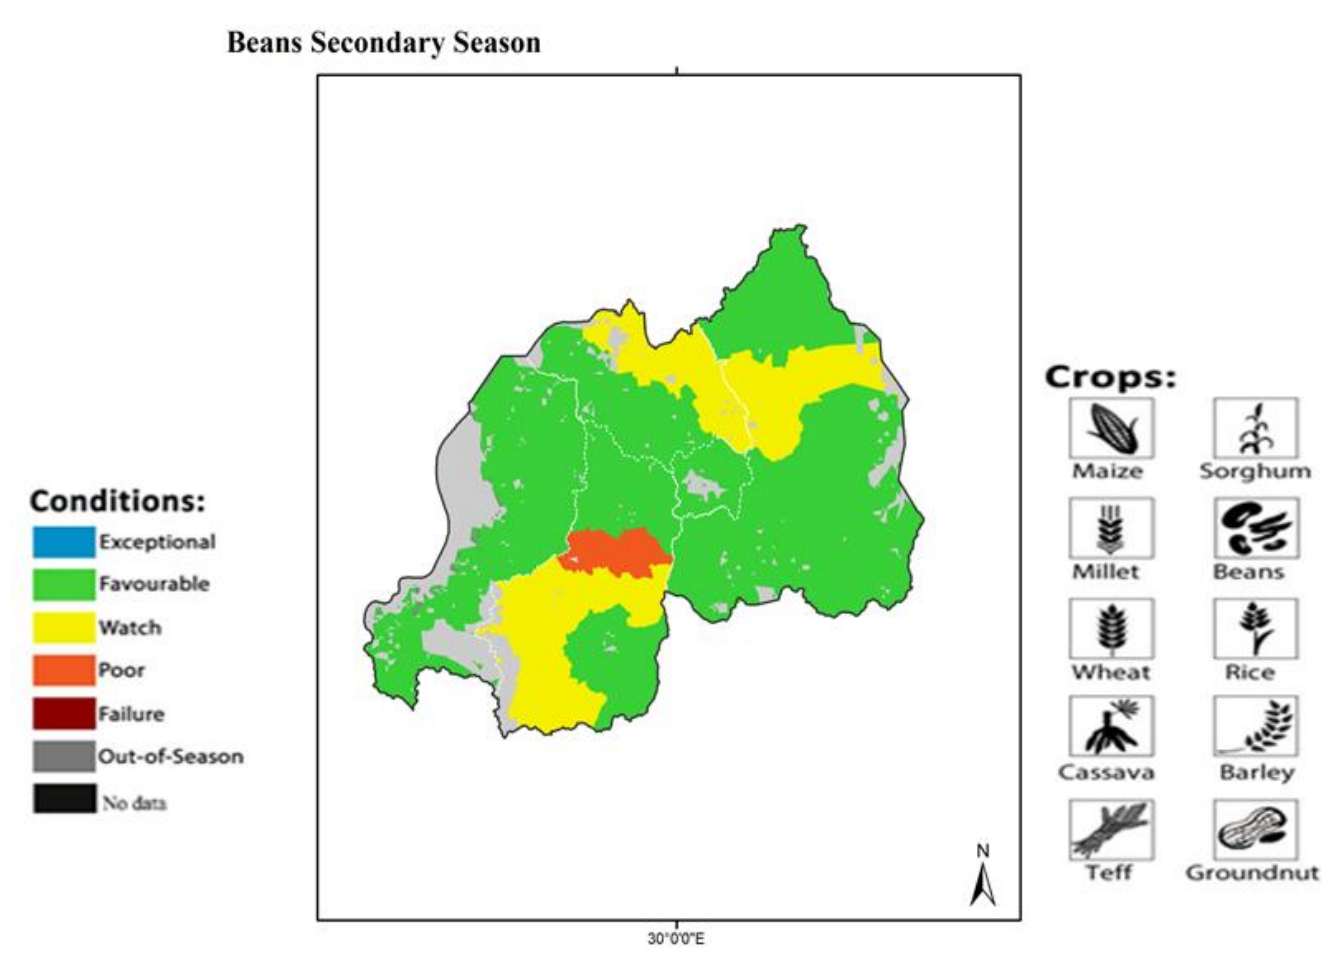 Beans Secondary Season
Conditions:
Exceptional
Favourable
Watch
Poor
Failure
Out-of-Season
No data
N
30°0'0"E
Crops:
Maize Sorghum
Millet Beans
Wheat Rice
Cassava Barley
Teff Groundnut